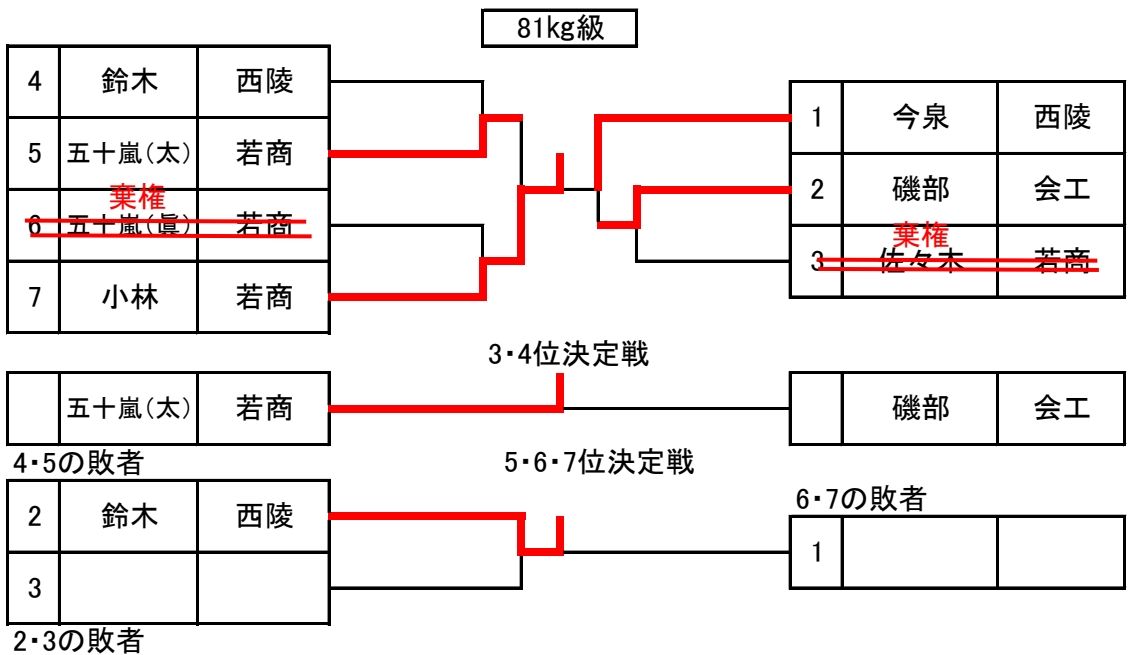 81kg級
4 鈴木 西陵
5 五十嵐(太) 若商
棄権
6 五十嵐(眞) 若商
7 小林 若商
1 今泉 西陵
2 磯部 会工
棄権
3 佐々木 若商
3・4位決定戦
五十嵐(太) 若商
磯部 会工
4・5の敗者
5・6・7位決定戦
2 鈴木 西陵
3
2・3の敗者
6・7の敗者
1